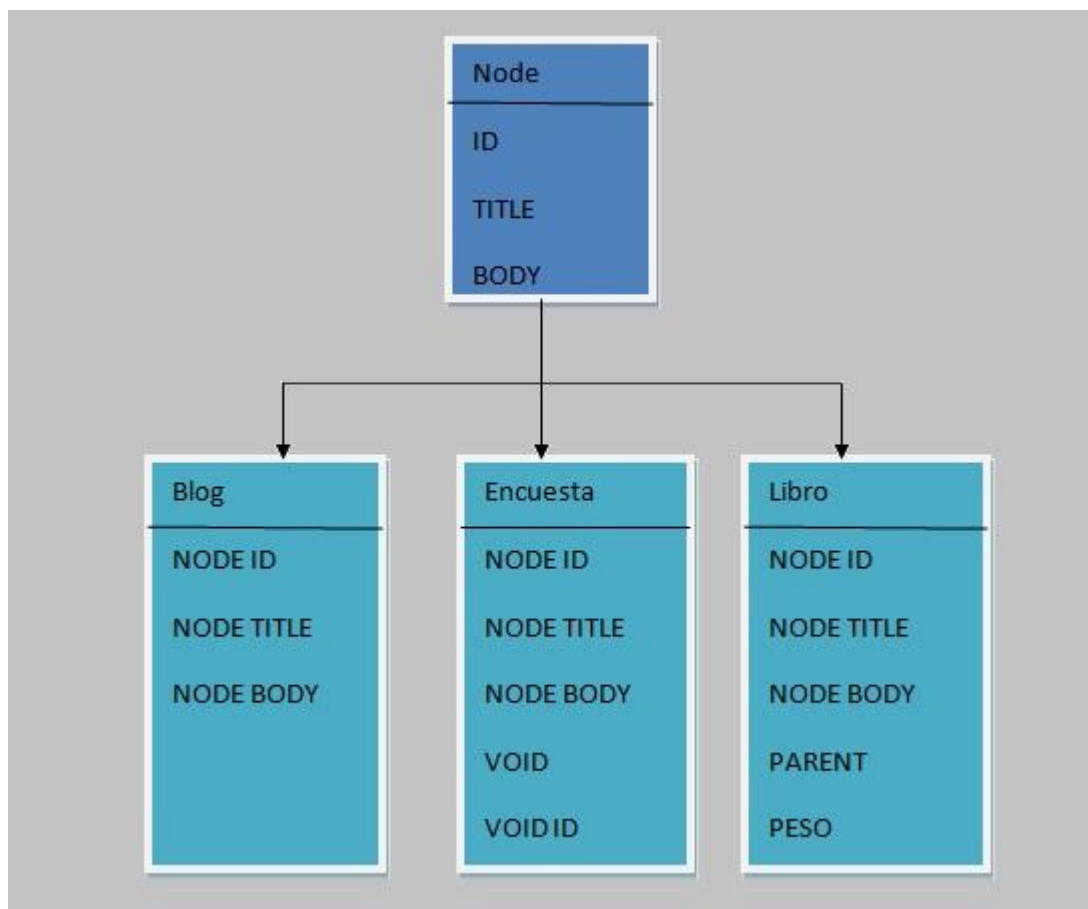 Node
ID
TITLE
BODY
Blog
NODE ID
NODE TITLE
NODE BODY
Encuesta
NODE ID
NODE TITLE
NODE BODY
VOID
VOID ID
Libro
NODE ID
NODE TITLE
NODE BODY
PARENT
PESO